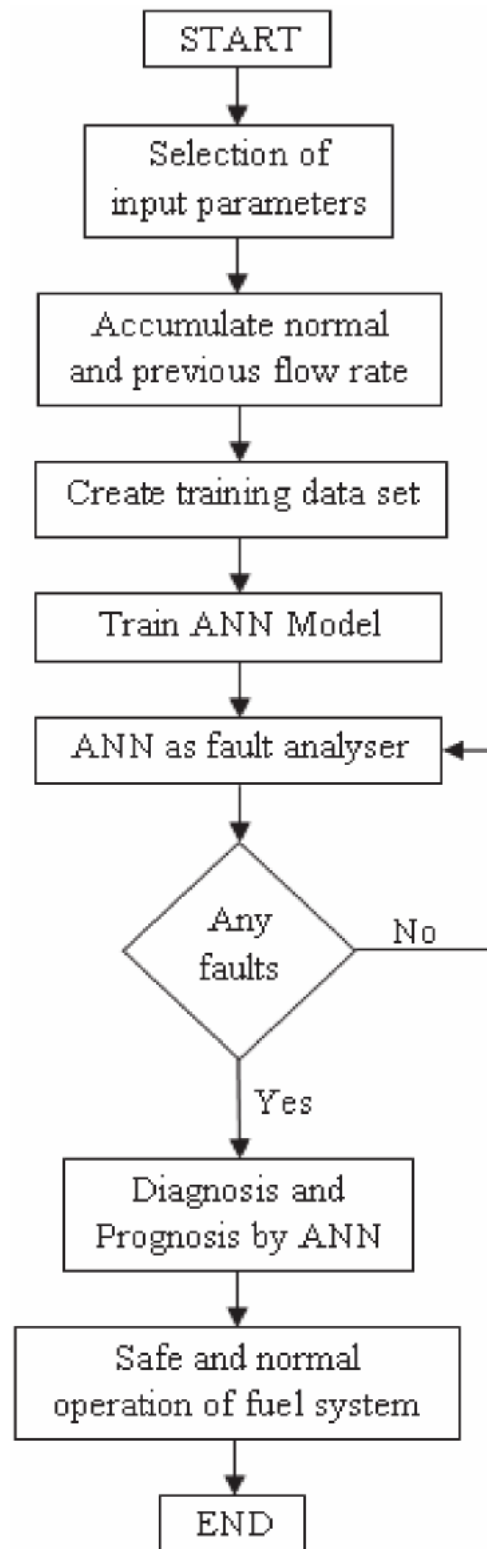 START
Selection of
input parameters
Accumulate normal
and previous flow rate
Create training data set
Train ANN Model
ANN as fault analyser
Any
faults
No
Yes
Diagnosis and
Prognosis by ANN
Safe and normal
operation of fuel system
END